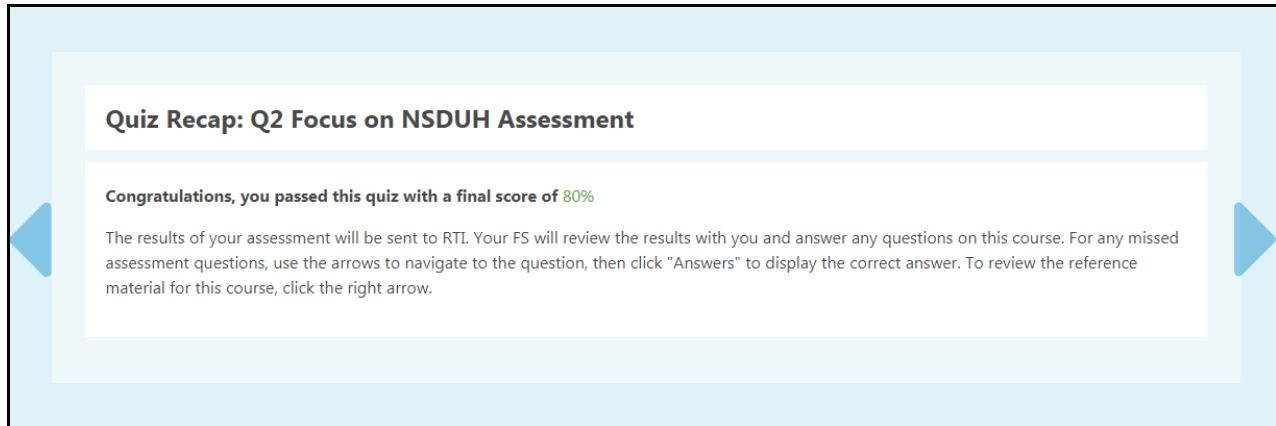 Quiz Recap: Q2 Focus on NSDUH Assessment
Congratulations, you passed this quiz with a final score of 80%
The results of your assessment will be sent to RTI. Your FS will review the results with you and answer any questions on this course. For any missed
assessment questions, use the arrows to navigate to the question, then click "Answers" to display the correct answer. To review the reference
material for this course, click the right arrow.